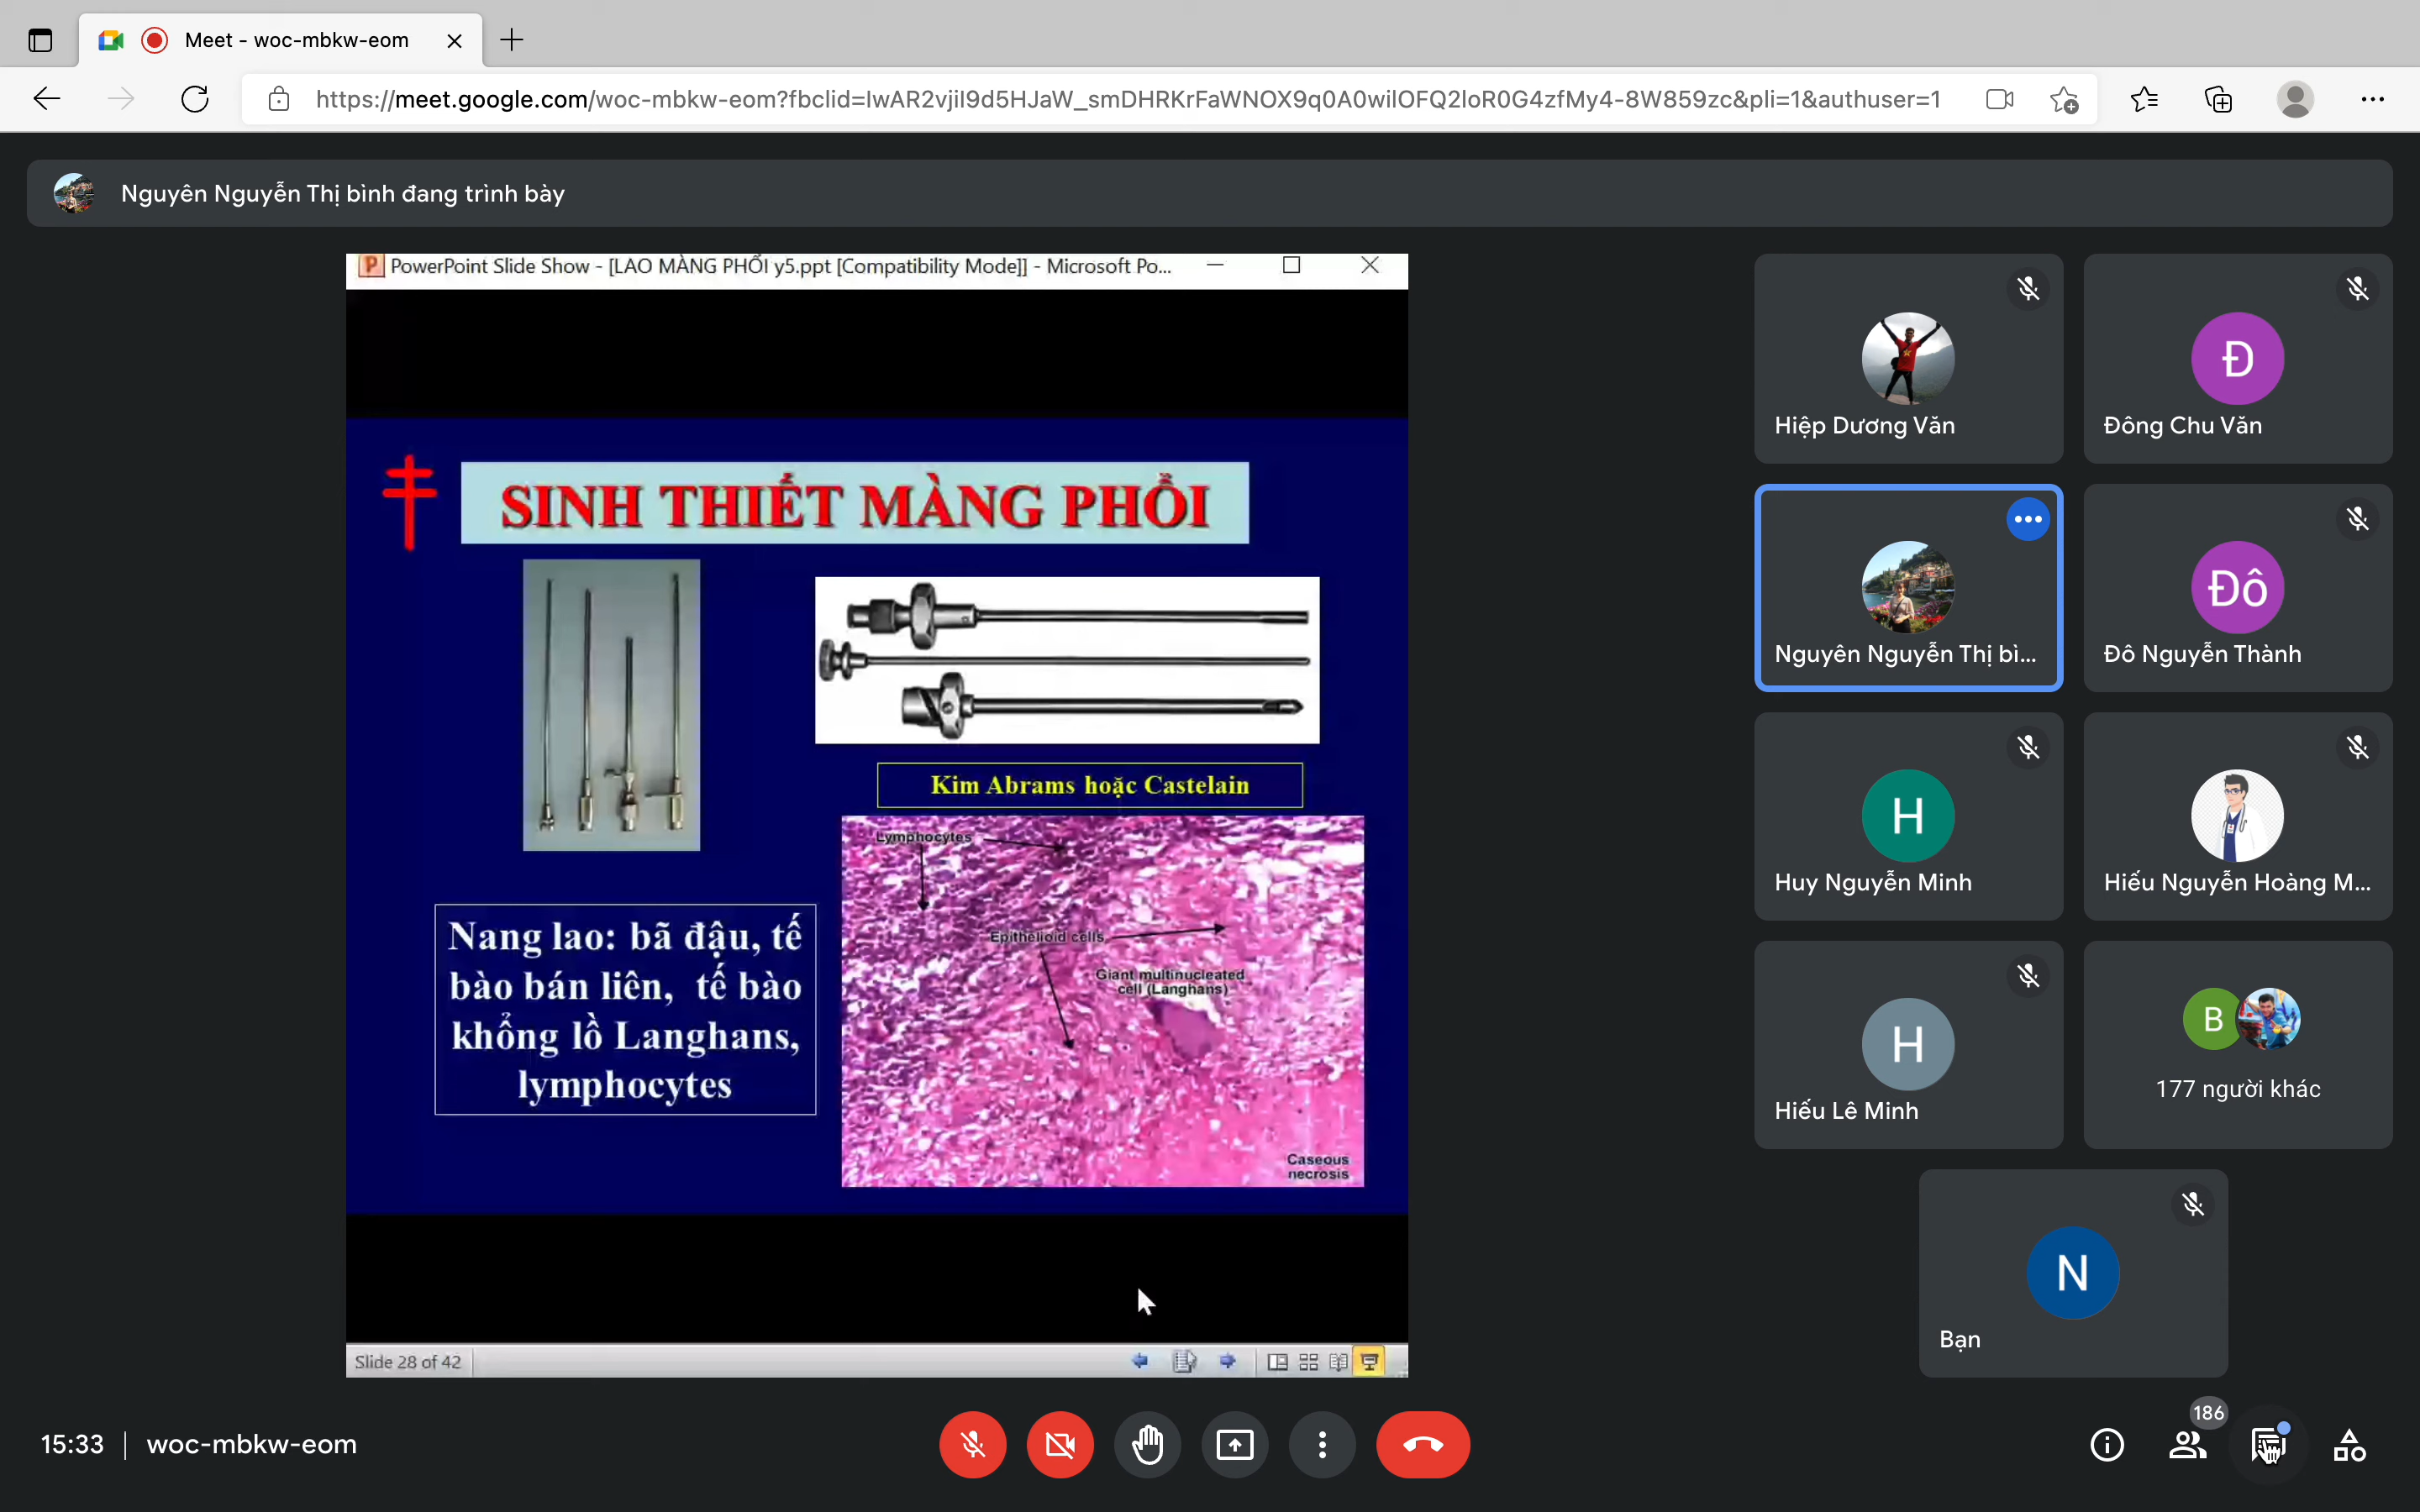 Meet - woc-mbkw-eom
https://meet.google.com/woc-mbkw-eom?fbclid=IwAR2vjiI9d5HJaW_smDHRKrFaWNOX9q0A0wilOFQ2loR0G4zfMy4-8W859zc&pli=1&authuser=1
Nguyên Nguyễn Thị bình đang trình bày
PowerPoint Slide Show - [LAO MÀNG PHỔI y5.ppt [Compatibility Mode]] - Microsoft Po...
SINH THIẾT MÀNG PHỔI
Kim Abrams hoặc Castelain
Nang lao: bã đậu, tế
bào bán liên, tế bào
khổng lồ Langhans,
lymphocytes
Lymphocytes
Epithelioid cells
Giant multinucleated
cell (Langhans)
Caseous
necrosis
Slide 28 of 42
Hiệp Dương Văn
Đ
Đông Chu Văn
Nguyên Nguyễn Thị bì...
Đô
Đô Nguyễn Thành
H
Huy Nguyễn Minh
Hiếu Nguyễn Hoàng M...
H
Hiếu Lê Minh
B
177 người khác
N
Bạn
15:33 | woc-mbkw-eom
186